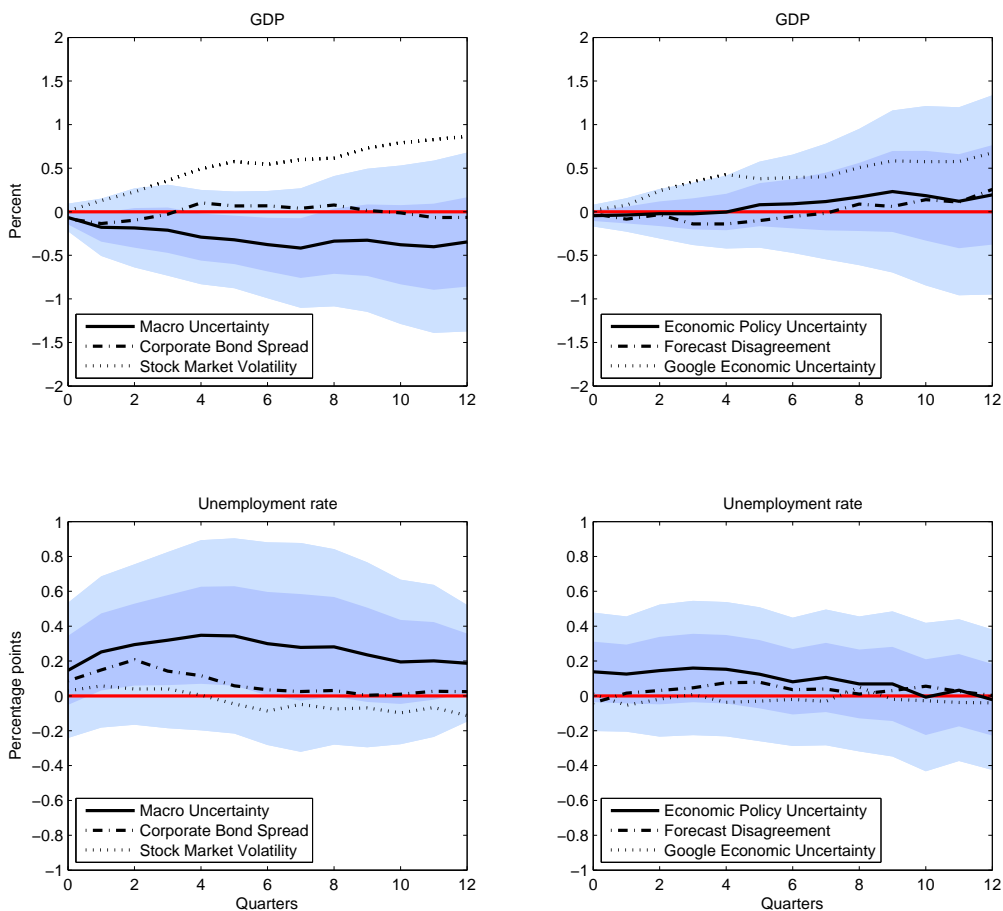 GDP
2
1.5
1
0.5
0
−0.5
−1
−1.5
−2
Percent
Macro Uncertainty
Corporate Bond Spread
Stock Market Volatility
0 2 4 6 8 10 12
GDP
2
1.5
1
0.5
0
−0.5
−1
−1.5
−2
Economic Policy Uncertainty
Forecast Disagreement
Google Economic Uncertainty
0 2 4 6 8 10 12
Unemployment rate
1
0.8
0.6
0.4
0.2
0
−0.2
−0.4
−0.6
−0.8
−1
Percentage points
Macro Uncertainty
Corporate Bond Spread
Stock Market Volatility
0 2 4 6 8 10 12
Quarters
Unemployment rate
1
0.8
0.6
0.4
0.2
0
−0.2
−0.4
−0.6
−0.8
−1
Economic Policy Uncertainty
Forecast Disagreement
Google Economic Uncertainty
0 2 4 6 8 10 12
Quarters